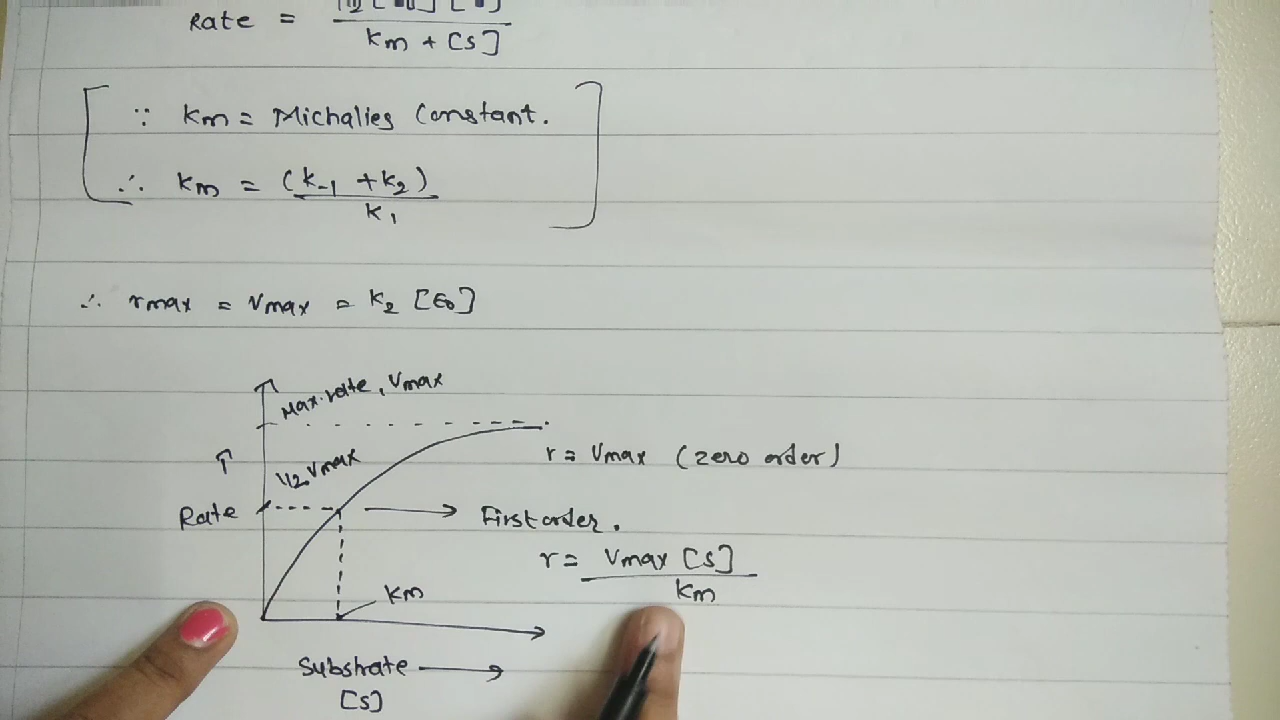 Rate =
Km + [S]
∵ Km = Michalies Constant.
∴ Km = (K-1 + K2)
K1
∴ rmax = Vmax = K2 [E0]
Max. rate, Vmax
r = Vmax (zero order)
1/2 Vmax
Rate
First order.
r = Vmax [S]
Km
Km
Substrate
[S]